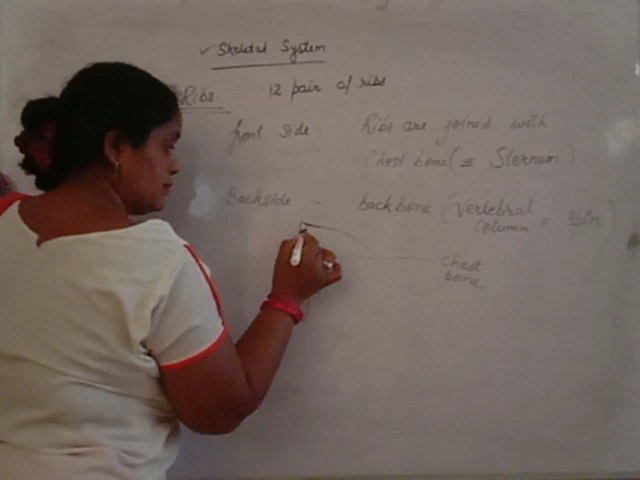 ✓ Skeletal System
Ribs. 12 pair of ribs
front side Ribs are joined with
Chest bone (≡ Sternum)
Backside - back bone (Vertebral
Column =
Chest
bone